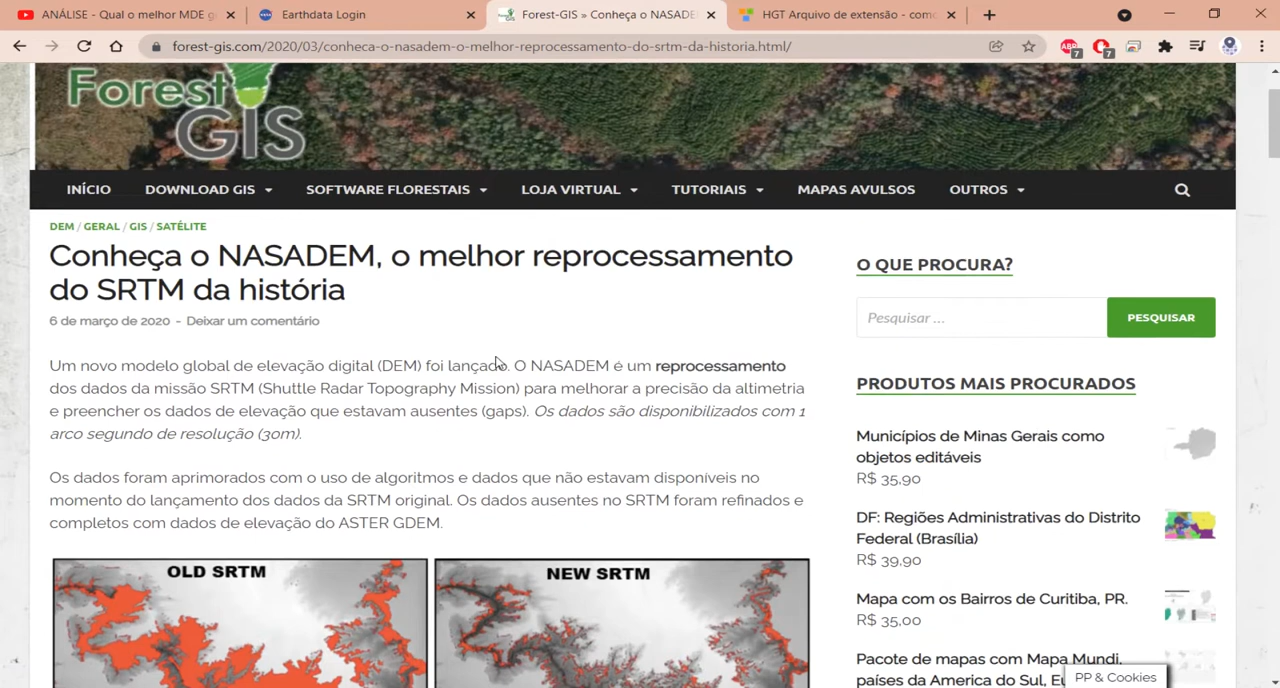 ANÁLISE - Qual o melhor MDE g
Earthdata Login
Forest-GIS » Conheça o NASADE
HGT Arquivo de extensão - com
forest-gis.com/2020/03/conheca-o-nasadem-o-melhor-reprocessamento-do-srtm-da-historia.html/
ABP
7
7
Forest
GIS
INÍCIO
DOWNLOAD GIS
SOFTWARE FLORESTAIS
LOJA VIRTUAL
TUTORIAIS
MAPAS AVULSOS
OUTROS
DEM / GERAL / GIS / SATÉLITE
Conheça o NASADEM, o melhor reprocessamento
do SRTM da história
6 de março de 2020 - Deixar um comentário
Um novo modelo global de elevação digital (DEM) foi lançado. O NASADEM é um reprocessamento
dos dados da missão SRTM (Shuttle Radar Topography Mission) para melhorar a precisão da altimetria
e preencher os dados de elevação que estavam ausentes (gaps). Os dados são disponibilizados com 1
arco segundo de resolução (30m).
Os dados foram aprimorados com o uso de algoritmos e dados que não estavam disponíveis no
momento do lançamento dos dados da SRTM original. Os dados ausentes no SRTM foram refinados e
completos com dados de elevação do ASTER GDEM.
OLD SRTM
NEW SRTM
O QUE PROCURA?
Pesquisar ...
PESQUISAR
PRODUTOS MAIS PROCURADOS
Municípios de Minas Gerais como
objetos editáveis
R$ 35,90
DF: Regiões Administrativas do Distrito
Federal (Brasília)
R$ 39,90
Mapa com os Bairros de Curitiba, PR.
R$ 35,00
Pacote de mapas com Mapa Mundi,
países da America do Sul, Eu
PP & Cookies